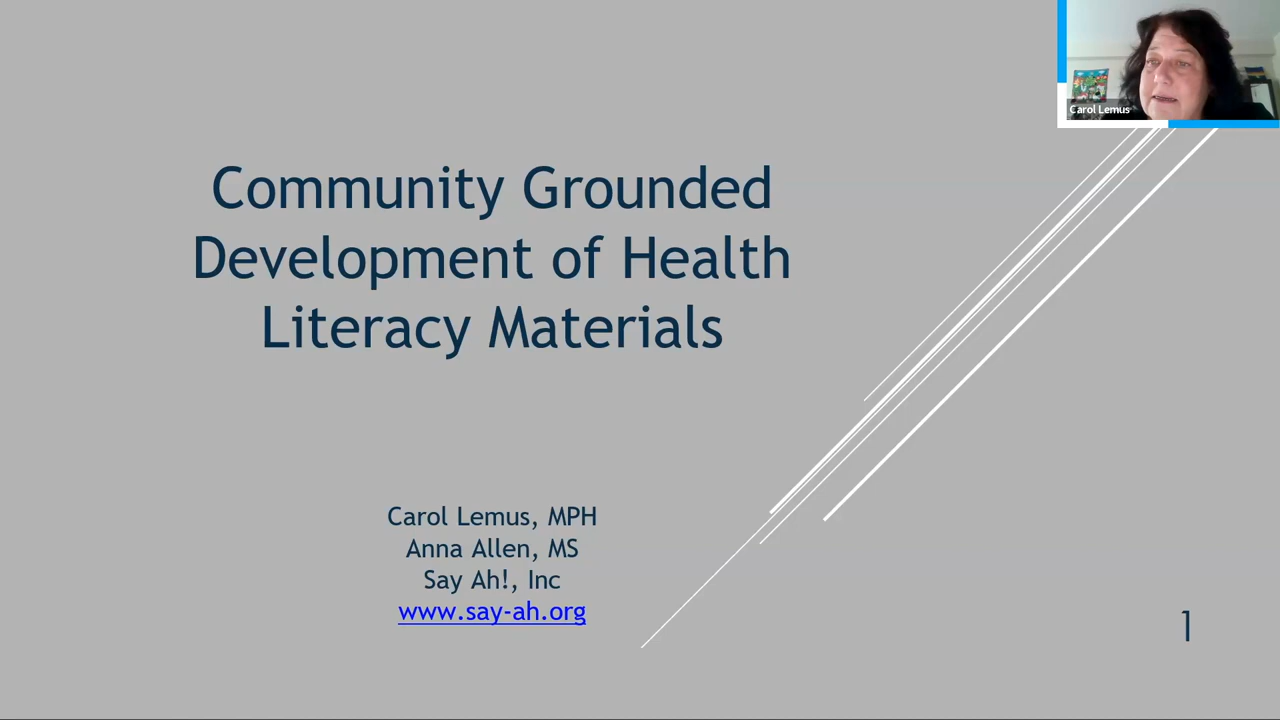 Carol Lemus
Community Grounded
Development of Health
Literacy Materials
Carol Lemus, MPH
Anna Allen, MS
Say Ah!, Inc
www.say-ah.org
1